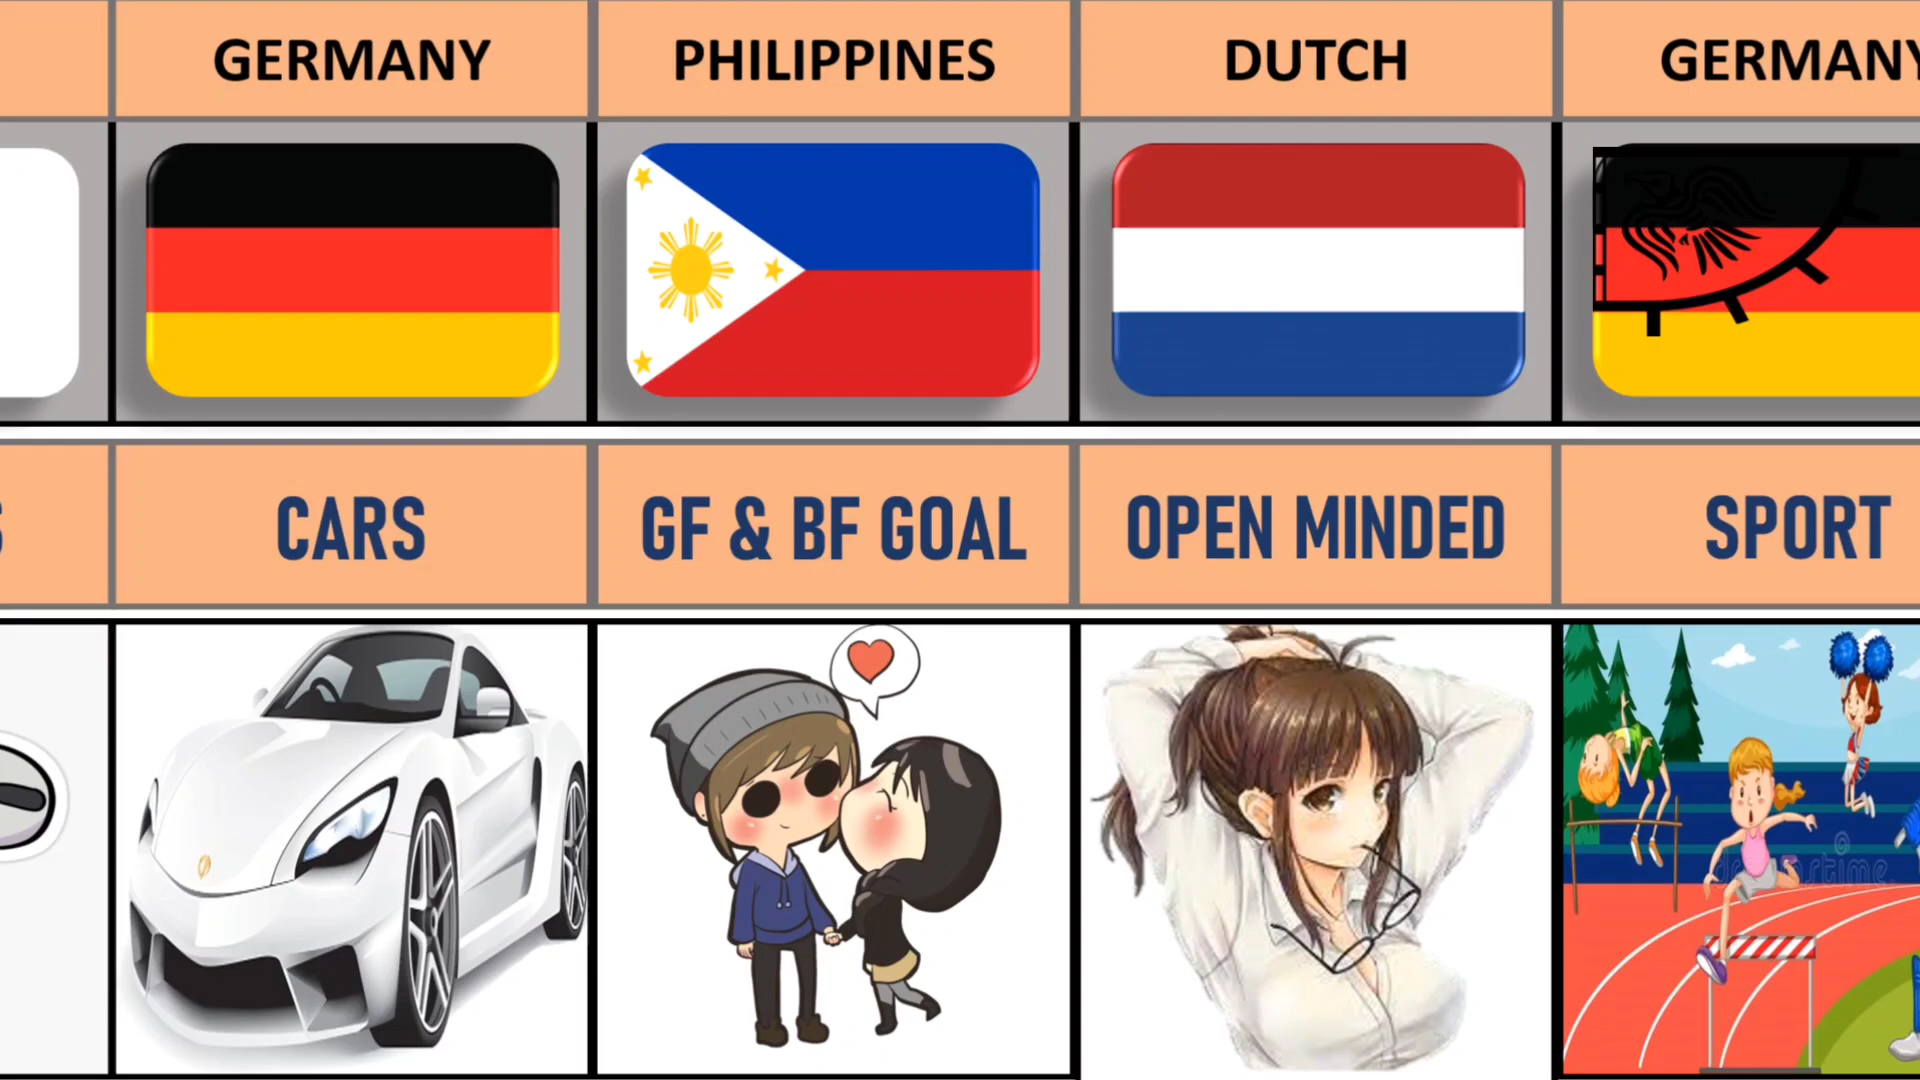 GERMANY
PHILIPPINES
DUTCH
GERMANY
CARS
GF & BF GOAL
OPEN MINDED
SPORT